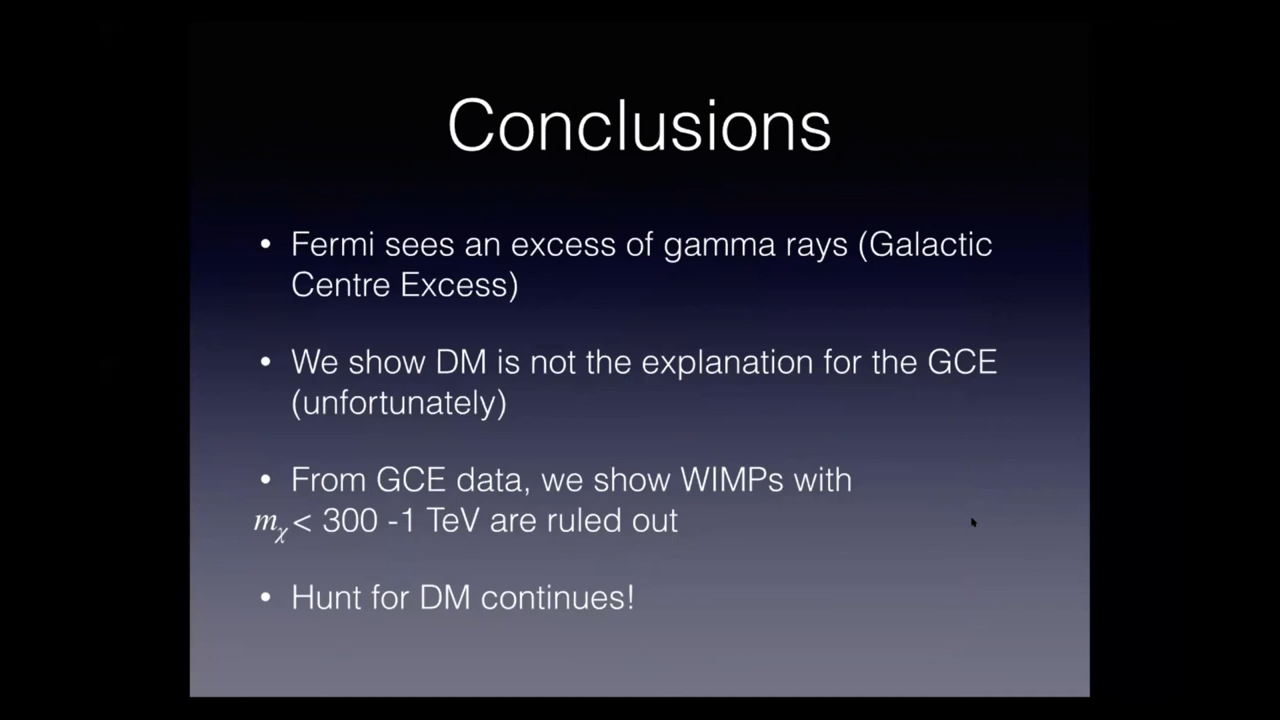 Conclusions
• Fermi sees an excess of gamma rays (Galactic
Centre Excess)
• We show DM is not the explanation for the GCE
(unfortunately)
• From GCE data, we show WIMPs with
mχ < 300 -1 TeV are ruled out
• Hunt for DM continues!